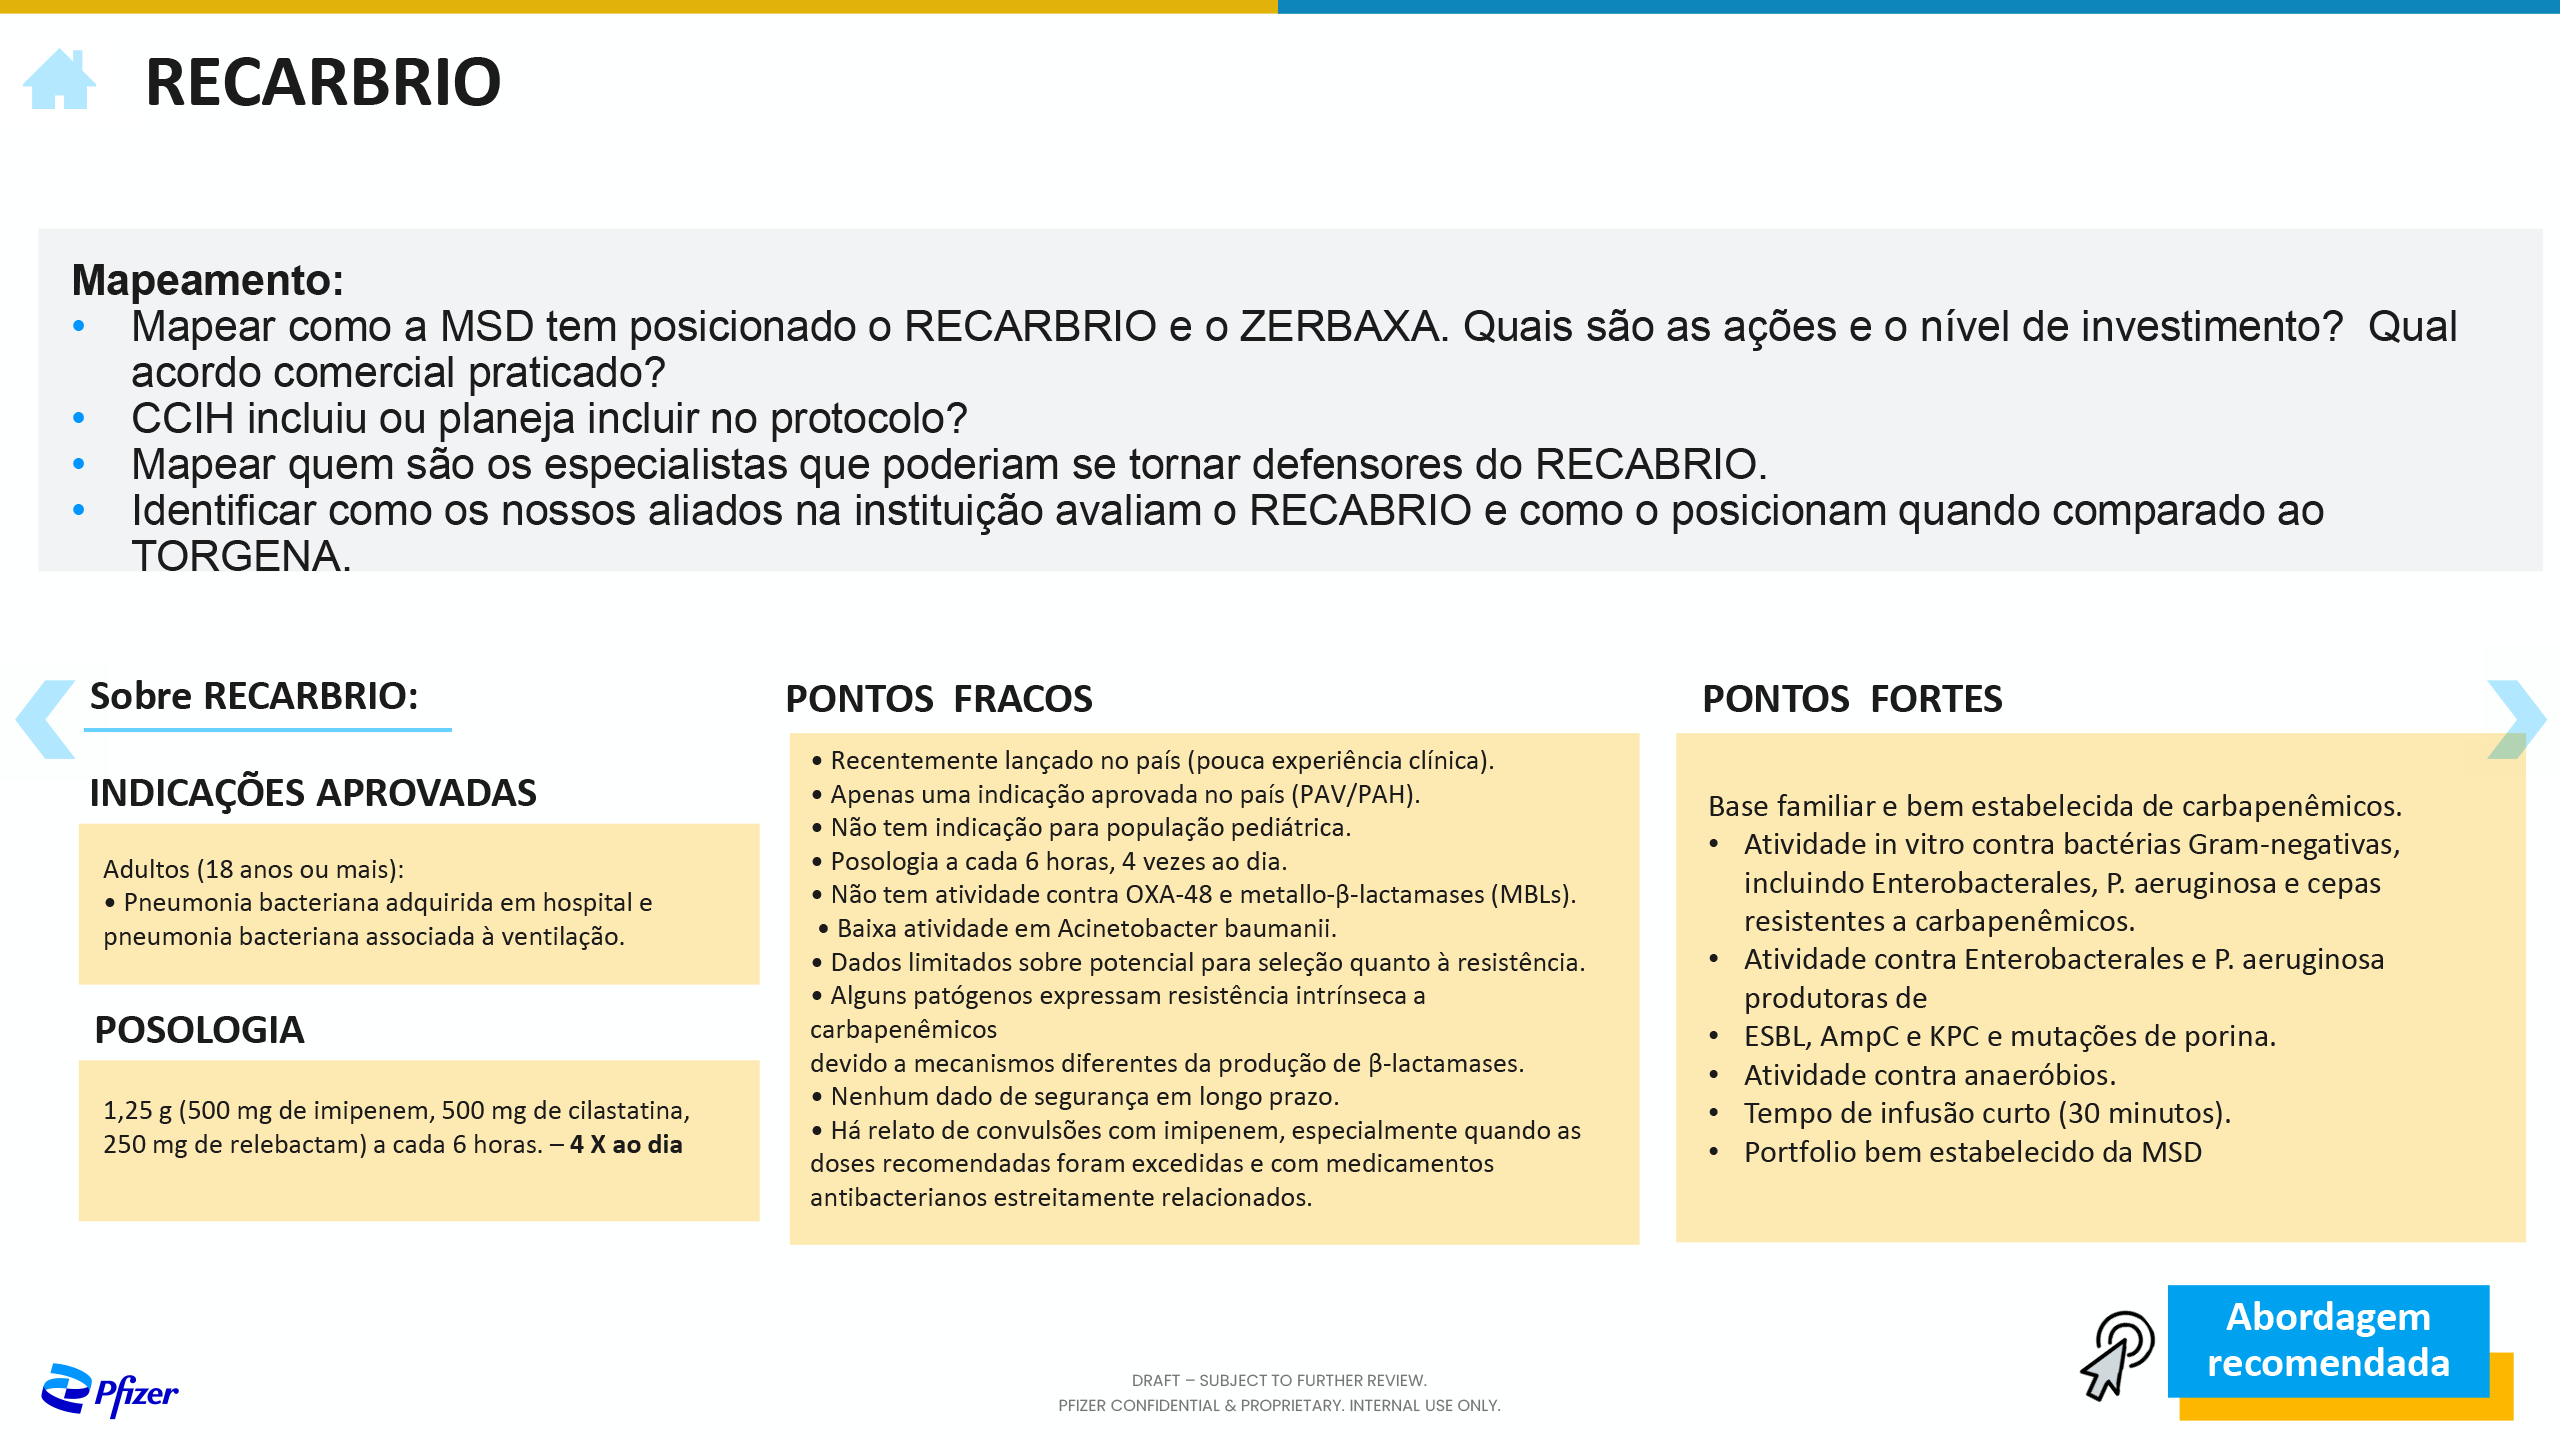 RECARBRIO
Mapeamento:
• Mapear como a MSD tem posicionado o RECARBRIO e o ZERBAXA. Quais são as ações e o nível de investimento?  Qual
acordo comercial praticado?
• CCIH incluiu ou planeja incluir no protocolo?
• Mapear quem são os especialistas que poderiam se tornar defensores do RECABRIO.
• Identificar como os nossos aliados na instituição avaliam o RECABRIO e como o posicionam quando comparado ao
TORGENA.
Sobre RECARBRIO:
INDICAÇÕES APROVADAS
Adultos (18 anos ou mais):
• Pneumonia bacteriana adquirida em hospital e
pneumonia bacteriana associada à ventilação.
POSOLOGIA
1,25 g (500 mg de imipenem, 500 mg de cilastatina,
250 mg de relebactam) a cada 6 horas. – 4 X ao dia
PONTOS  FRACOS
• Recentemente lançado no país (pouca experiência clínica).
• Apenas uma indicação aprovada no país (PAV/PAH).
• Não tem indicação para população pediátrica.
• Posologia a cada 6 horas, 4 vezes ao dia.
• Não tem atividade contra OXA-48 e metallo-β-lactamases (MBLs).
• Baixa atividade em Acinetobacter baumanii.
• Dados limitados sobre potencial para seleção quanto à resistência.
• Alguns patógenos expressam resistência intrínseca a
carbapenêmicos
devido a mecanismos diferentes da produção de β-lactamases.
• Nenhum dado de segurança em longo prazo.
• Há relato de convulsões com imipenem, especialmente quando as
doses recomendadas foram excedidas e com medicamentos
antibacterianos estreitamente relacionados.
PONTOS  FORTES
Base familiar e bem estabelecida de carbapenêmicos.
• Atividade in vitro contra bactérias Gram-negativas,
incluindo Enterobacterales, P. aeruginosa e cepas
resistentes a carbapenêmicos.
• Atividade contra Enterobacterales e P. aeruginosa
produtoras de
• ESBL, AmpC e KPC e mutações de porina.
• Atividade contra anaeróbios.
• Tempo de infusão curto (30 minutos).
• Portfolio bem estabelecido da MSD
Abordagem
recomendada
Pfizer
DRAFT – SUBJECT TO FURTHER REVIEW.
PFIZER CONFIDENTIAL & PROPRIETARY. INTERNAL USE ONLY.